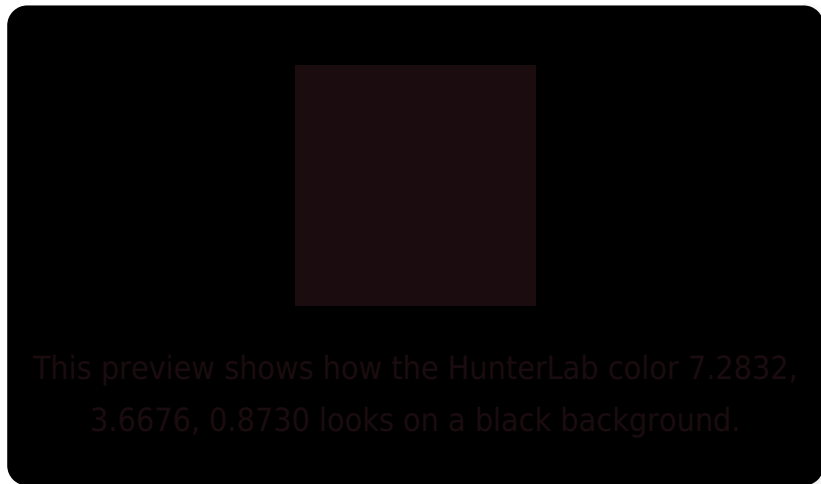 This preview shows how the HunterLab color 7.2832,
3.6676, 0.8730 looks on a black background.